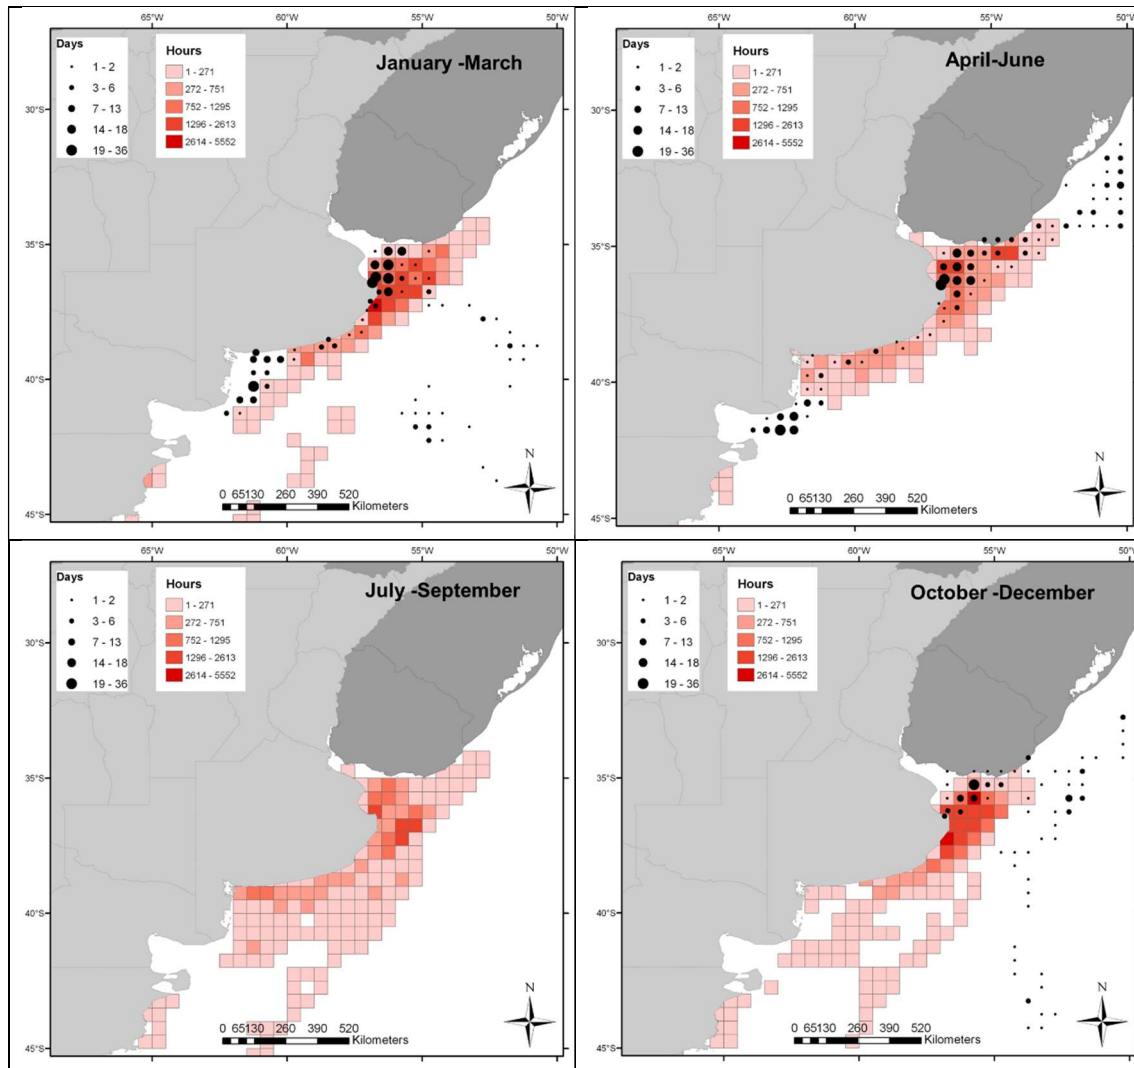 65°W 60°W 55°W 50°W
Days
1 - 2
3 - 6
7 - 13
14 - 18
19 - 36
Hours
1 - 271
272 - 751
752 - 1295
1296 - 2613
2614 - 5552
January -March
30°S
35°S
40°S
45°S
N
0 65130 260 390 520
Kilometers
65°W 60°W 55°W 50°W
Days
1 - 2
3 - 6
7 - 13
14 - 18
19 - 36
Hours
1 - 271
272 - 751
752 - 1295
1296 - 2613
2614 - 5552
April-June
30°S
35°S
40°S
45°S
N
0 65130 260 390 520
Kilometers
65°W 60°W 55°W 50°W
Days
1 - 2
3 - 6
7 - 13
14 - 18
19 - 36
Hours
1 - 271
272 - 751
752 - 1295
1296 - 2613
2614 - 5552
July -September
30°S
35°S
40°S
45°S
N
0 65130 260 390 520
Kilometers
65°W 60°W 55°W 50°W
Days
1 - 2
3 - 6
7 - 13
14 - 18
19 - 36
Hours
1 - 271
272 - 751
752 - 1295
1296 - 2613
2614 - 5552
October -December
30°S
35°S
40°S
45°S
N
0 65130 260 390 520
Kilometers